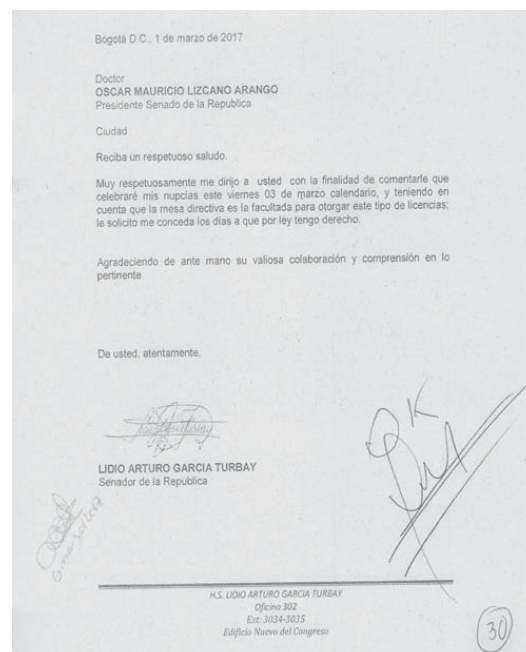 Bogotá D.C., 1 de marzo de 2017
Doctor
OSCAR MAURICIO LIZCANO ARANGO
Presidente Senado de la Republica
Ciudad
Reciba un respetuoso saludo.
Muy respetuosamente me dirijo a usted con la finalidad de comentarle que
celebraré mis nupcias este viernes 03 de marzo calendario, y teniendo en
cuenta que la mesa directiva es la facultada para otorgar este tipo de licencias;
le solicito me conceda los días a que por ley tengo derecho.
Agradeciendo de ante mano su valiosa colaboración y comprensión en lo
pertinente
De usted, atentamente,
LIDIO ARTURO GARCIA TURBAY
Senador de la Republica
H.S. LIDIO ARTURO GARCIA TURBAY
Oficina 302
Ext: 3034-3035
Edificio Nuevo del Congreso
30